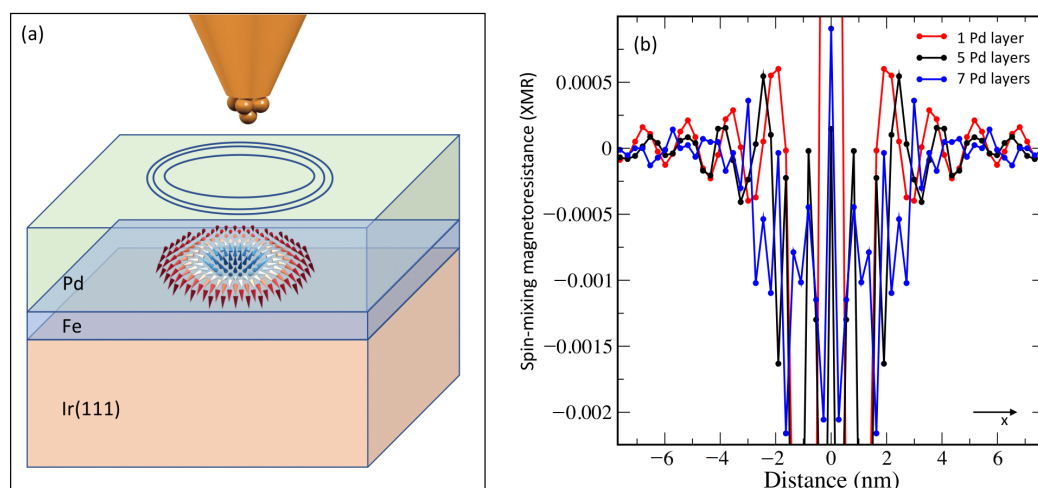 (a)
Pd
Fe
Ir(111)
(b)
1 Pd layer
5 Pd layers
7 Pd layers
Spin-mixing magnetoresistance (XMR)
0.0005
0
−0.0005
−0.001
−0.0015
−0.002
x
−6 −4 −2 0 2 4 6
Distance (nm)